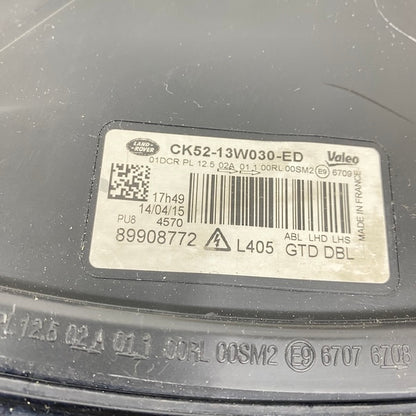 LAND-
ROVER
CK52-13W030-ED
Valeo
01DCR PL 12.5 02A 01.1 00RL 00SM2 E9 6709
17h49
14/04/15
PU8 4570
89908772
L405
ABL LHD LHS
GTD DBL
MADE IN FRANCE
PL 12.5 02A 01.1 00RL 00SM2 E9 6707 6708